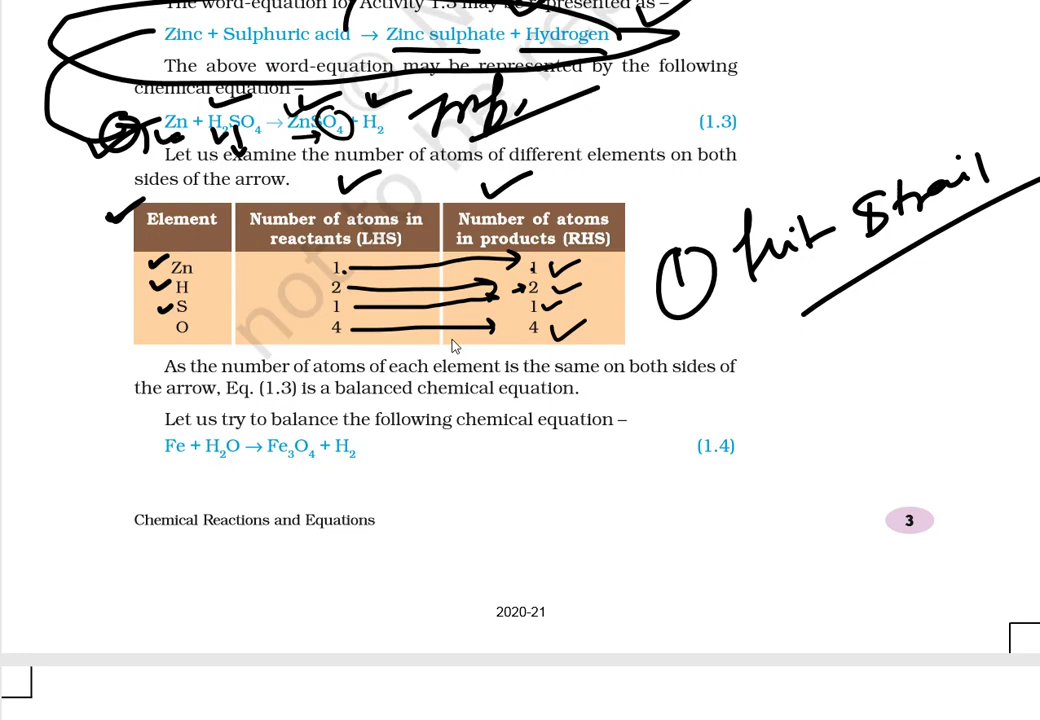 The word-equation for Activity 1.3 may be represented as –
Zinc + Sulphuric acid → Zinc sulphate + Hydrogen
The above word-equation may be represented by the following
chemical equation –
Zn + H₂SO₄ → ZnSO₄ + H₂ (1.3)
Let us examine the number of atoms of different elements on both
sides of the arrow.
Element Number of atoms in reactants (LHS) Number of atoms in products (RHS)
Zn 1 1
H 2 2
S 1 1
O 4 4
①
As the number of atoms of each element is the same on both sides of
the arrow, Eq. (1.3) is a balanced chemical equation.
Let us try to balance the following chemical equation –
Fe + H₂O → Fe₃O₄ + H₂ (1.4)
Chemical Reactions and Equations 3
2020-21